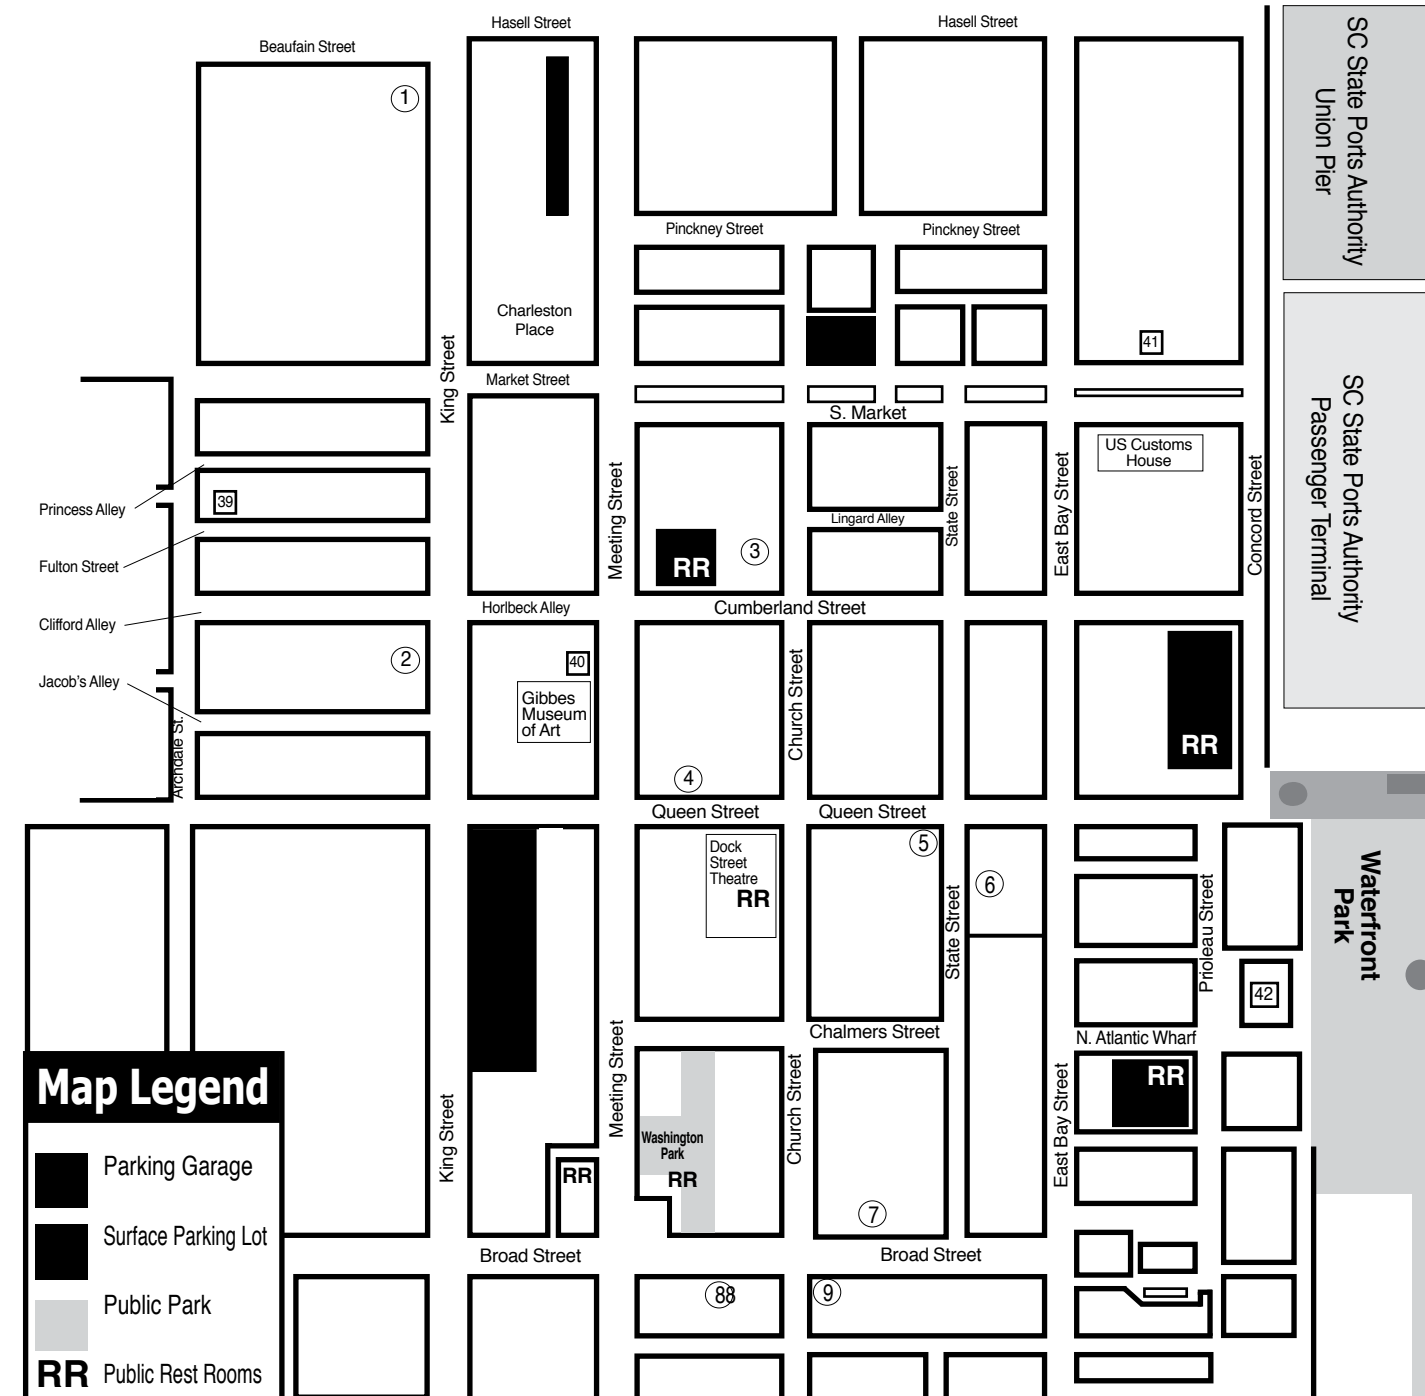 Hasell Street
Hasell Street
Beaufain Street
SC State Ports Authority
Union Pier
1
Pinckney Street
Pinckney Street
Charleston
Place
King Street
41
Market Street
S. Market
SC State Ports Authority
Passenger Terminal
US Customs
House
Meeting Street
State Street
East Bay Street
Concord Street
39
Princess Alley
Lingard Alley
3
RR
Fulton Street
Horlbeck Alley
Cumberland Street
Clifford Alley
2
40
Church Street
Jacob's Alley
Gibbes
Museum
of Art
Archdale St.
RR
4
Queen Street
Queen Street
Dock
Street
Theatre
RR
5
6
State Street
Prioleau Street
Waterfront
Park
42
Chalmers Street
N. Atlantic Wharf
Meeting Street
Church Street
East Bay Street
RR
King Street
Washington
Park
RR
RR
7
Broad Street
Broad Street
88
9
Map Legend
Parking Garage
Surface Parking Lot
Public Park
RR Public Rest Rooms